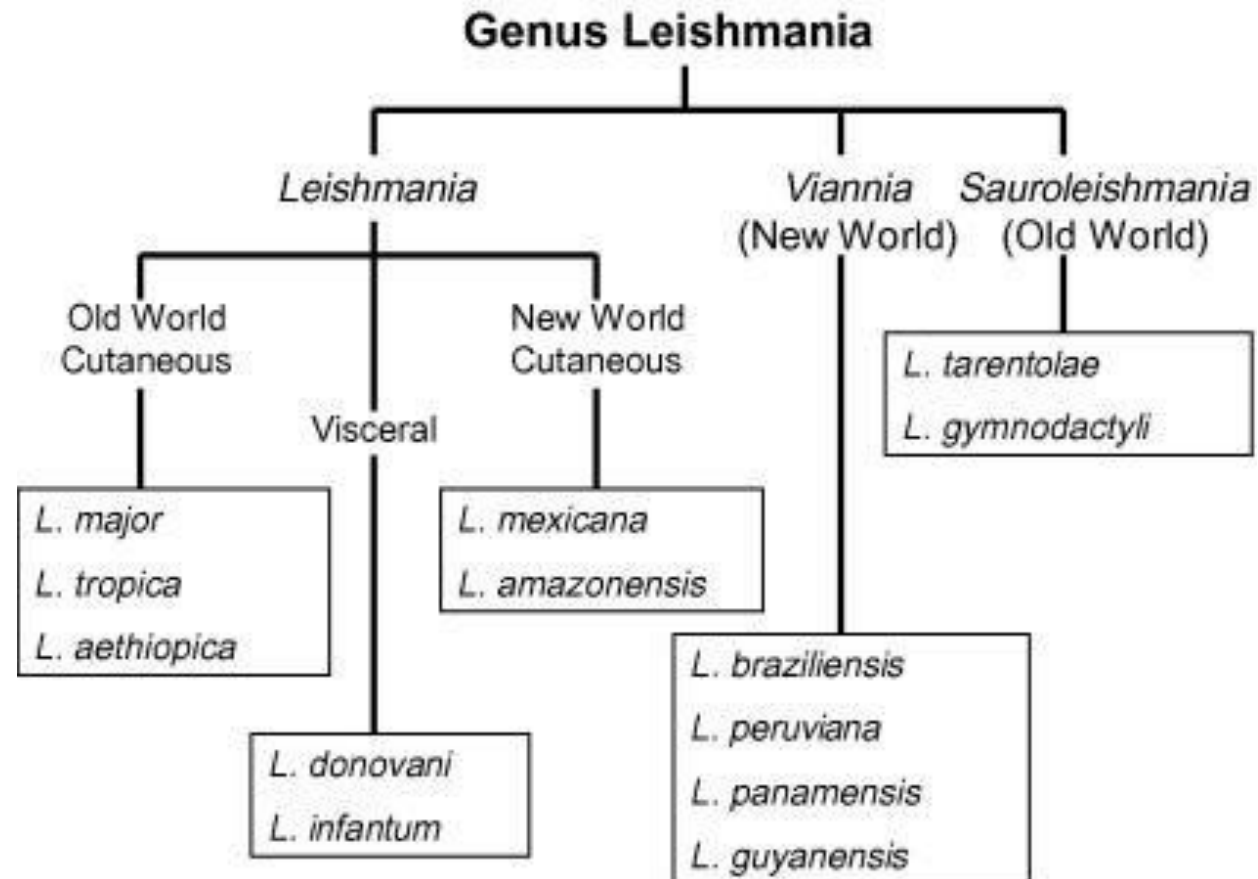 Genus Leishmania
Leishmania
Viannia
(New World)
Sauroleishmania
(Old World)
Old World
Cutaneous
Visceral
New World
Cutaneous
L. tarentolae
L. gymnodactyli
L. major
L. tropica
L. aethiopica
L. mexicana
L. amazonensis
L. donovani
L. infantum
L. braziliensis
L. peruviana
L. panamensis
L. guyanensis